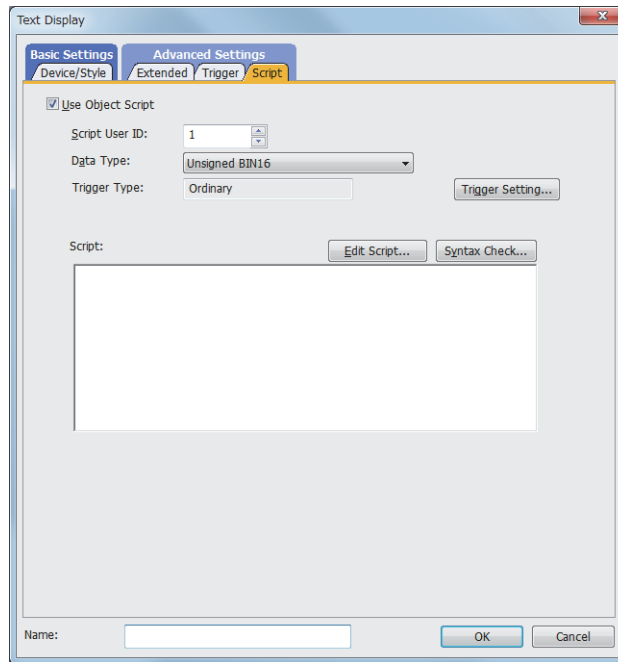 Text Display
Basic Settings Advanced Settings
Device/Style Extended Trigger Script
Use Object Script
Script User ID: 1
Data Type: Unsigned BIN16
Trigger Type: Ordinary Trigger Setting...
Script: Edit Script... Syntax Check...
Name: OK Cancel